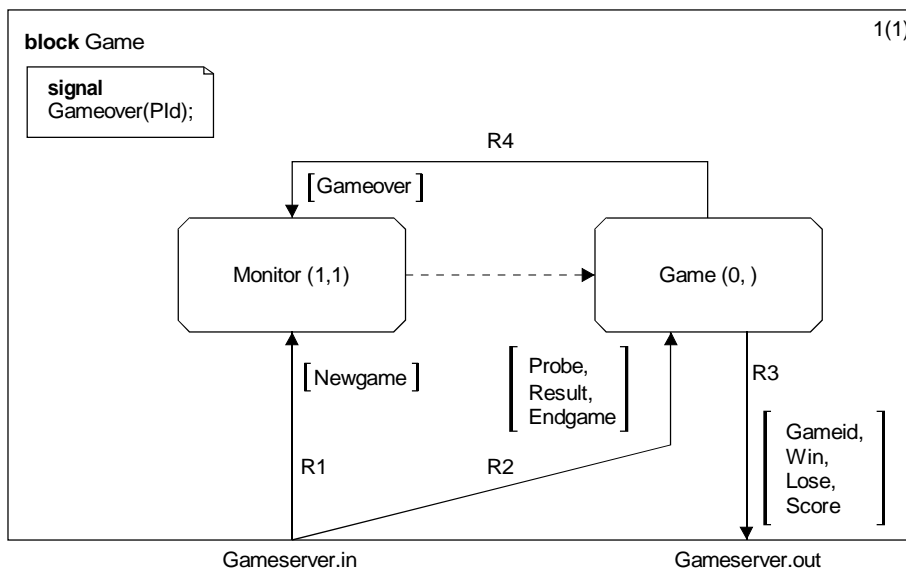 block Game
1(1)
signal
Gameover(PId);
R4
[Gameover]
Monitor (1,1)
Game (0, )
[Newgame]
Probe,
Result,
Endgame
R3
Gameid,
Win,
Lose,
Score
R1
R2
Gameserver.in
Gameserver.out